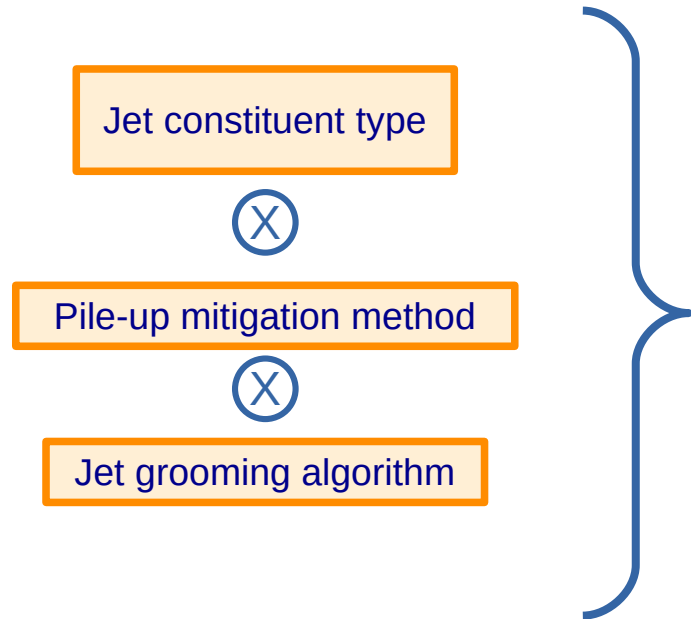 Jet constituent type
X
Pile-up mitigation method
X
Jet grooming algorithm